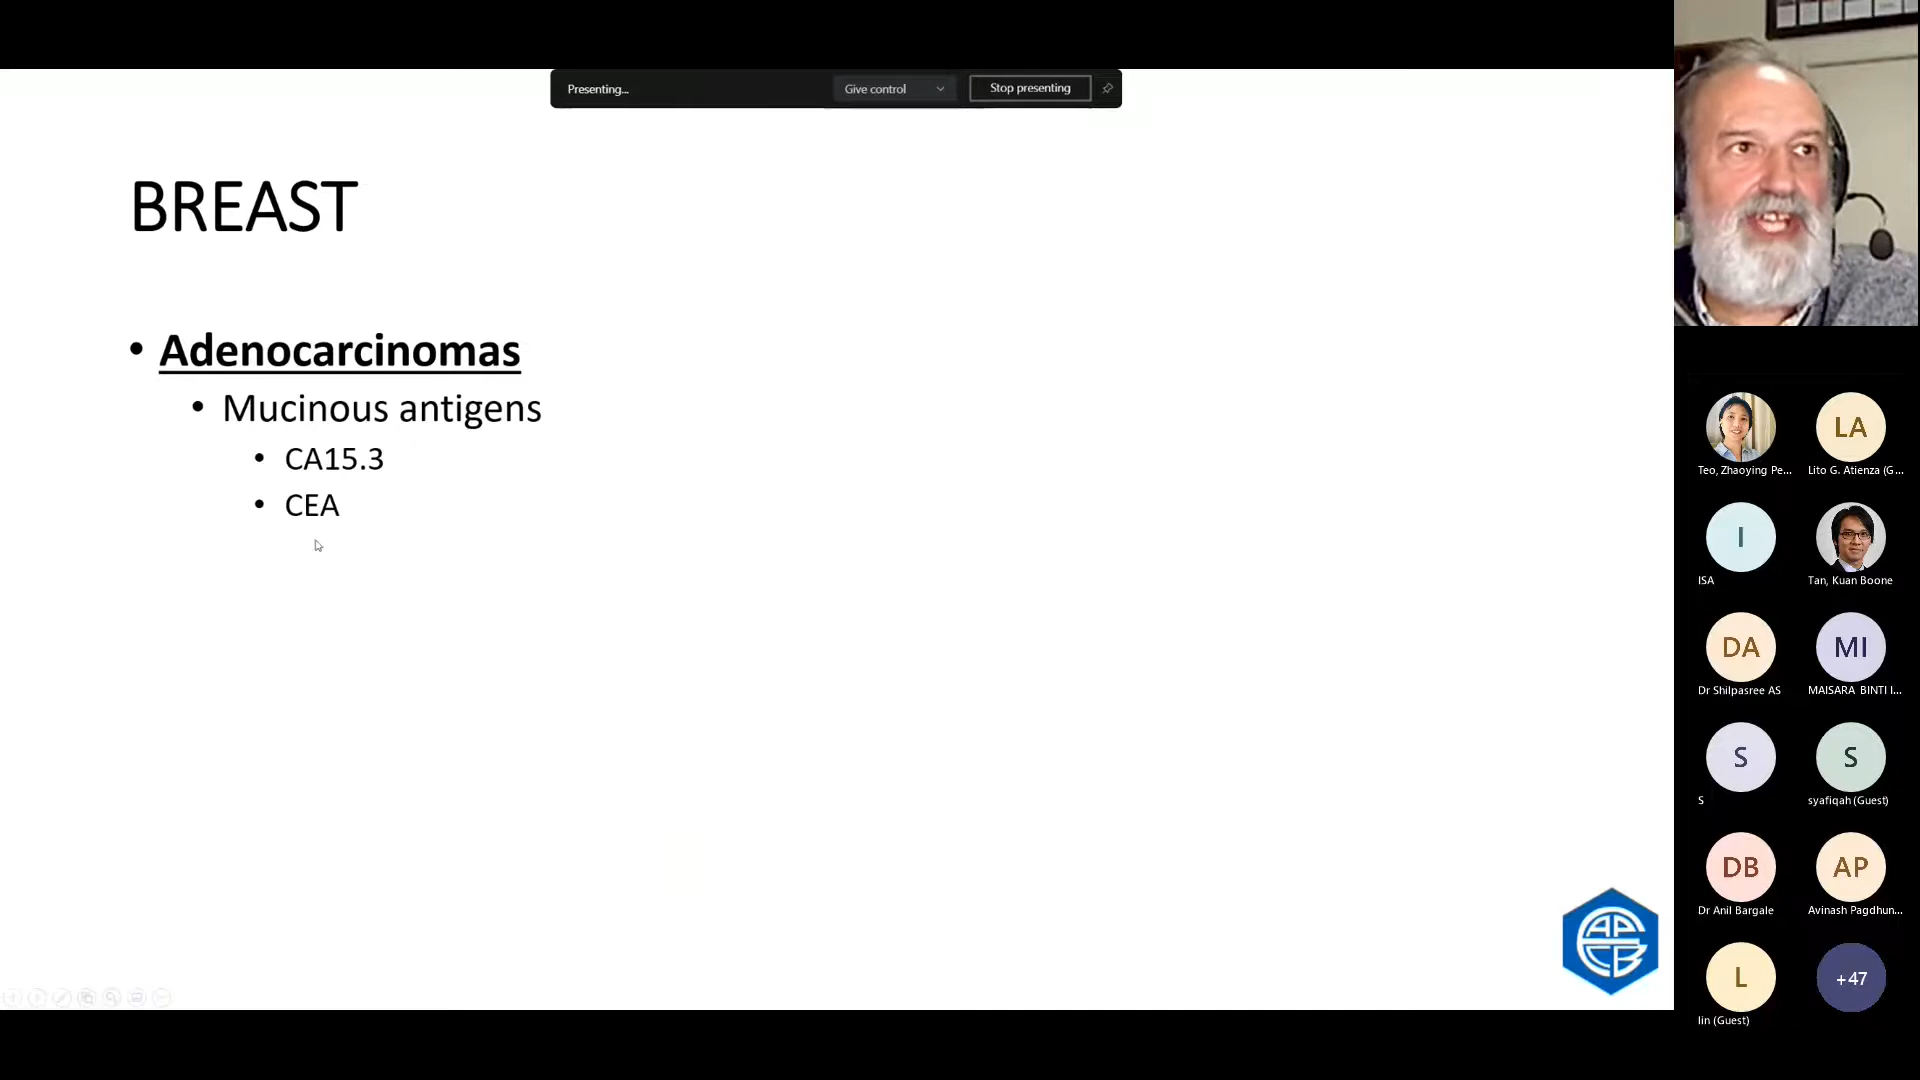 Presenting...
Give control
Stop presenting
BREAST
• Adenocarcinomas
• Mucinous antigens
• CA15.3
• CEA
APFCB
Teo, Zhaoying Pe...
LA
Lito G. Atienza (G...
I
ISA
Tan, Kuan Boone
DA
Dr Shilpasree AS
MI
MAISARA BINTI I...
S
S
S
syafiqah (Guest)
DB
Dr Anil Bargale
AP
Avinash Pagdhun...
L
lin (Guest)
+47